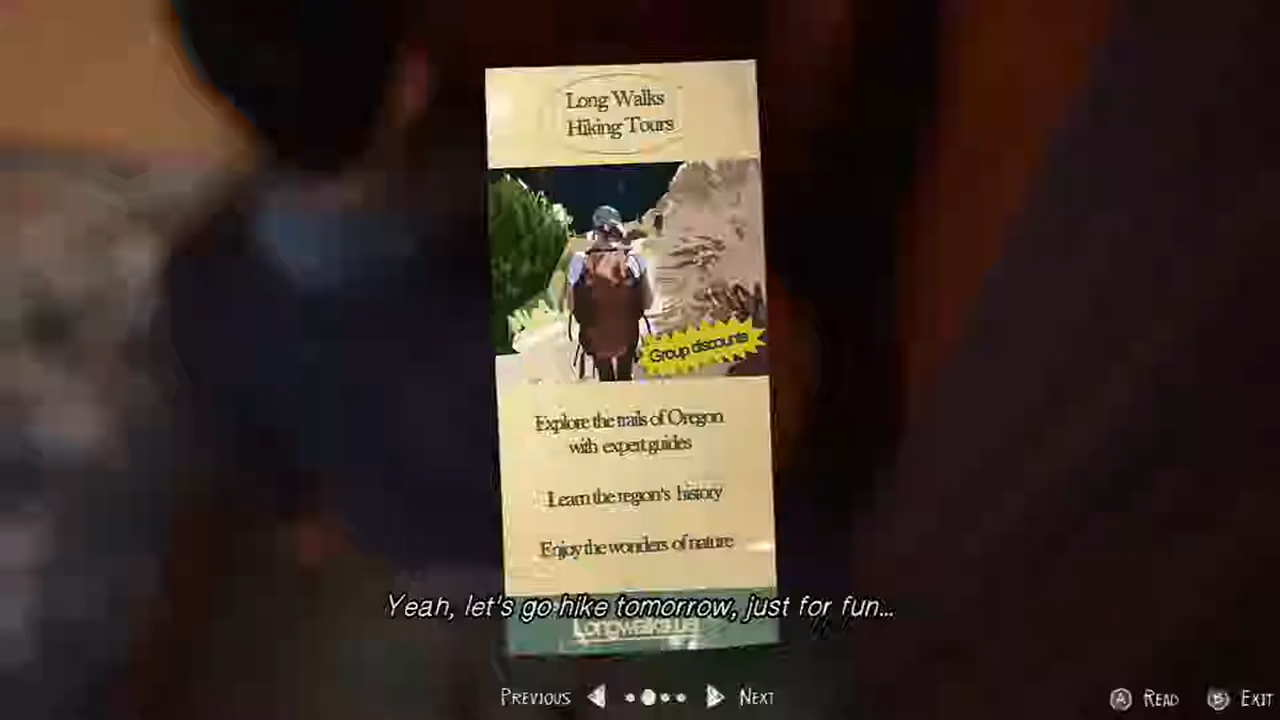 Long Walks
Hiking Tours
Group discounts
Explore the trails of Oregon
with expert guides
Learn the region's history
Enjoy the wonders of nature
Yeah, let's go hike tomorrow, just for fun...
PREVIOUS
NEXT
A READ
B EXIT